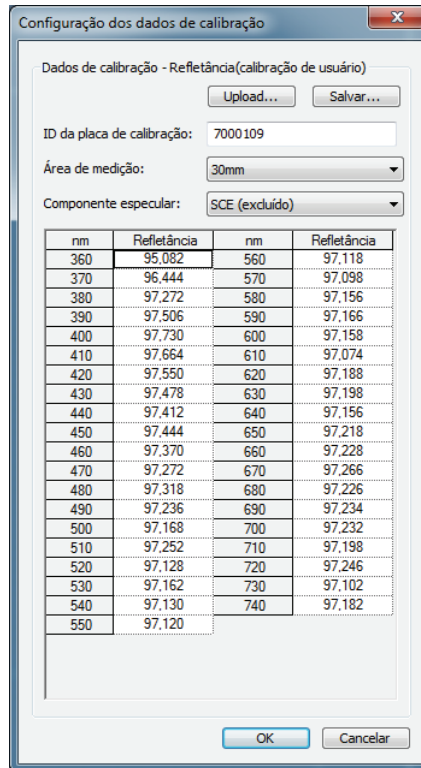 Configuração dos dados de calibração
Dados de calibração - Refletância(calibração de usuário)
Upload... Salvar...
ID da placa de calibração: 7000109
Área de medição: 30mm
Componente especular: SCE (excluído)
nm Refletância nm Refletância
360 95,082 560 97,118
370 96,444 570 97,098
380 97,272 580 97,156
390 97,506 590 97,166
400 97,730 600 97,158
410 97,664 610 97,074
420 97,550 620 97,188
430 97,478 630 97,198
440 97,412 640 97,156
450 97,444 650 97,218
460 97,370 660 97,228
470 97,272 670 97,266
480 97,318 680 97,226
490 97,236 690 97,234
500 97,168 700 97,232
510 97,252 710 97,198
520 97,128 720 97,246
530 97,162 730 97,102
540 97,130 740 97,182
550 97,120
OK Cancelar